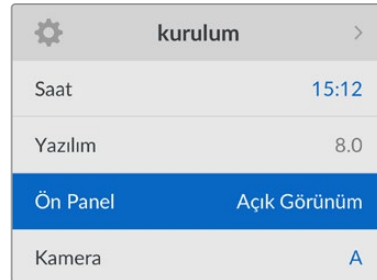 kurulum
Saat 15:12
Yazılım 8.0
Ön Panel Açık Görünüm
Kamera A